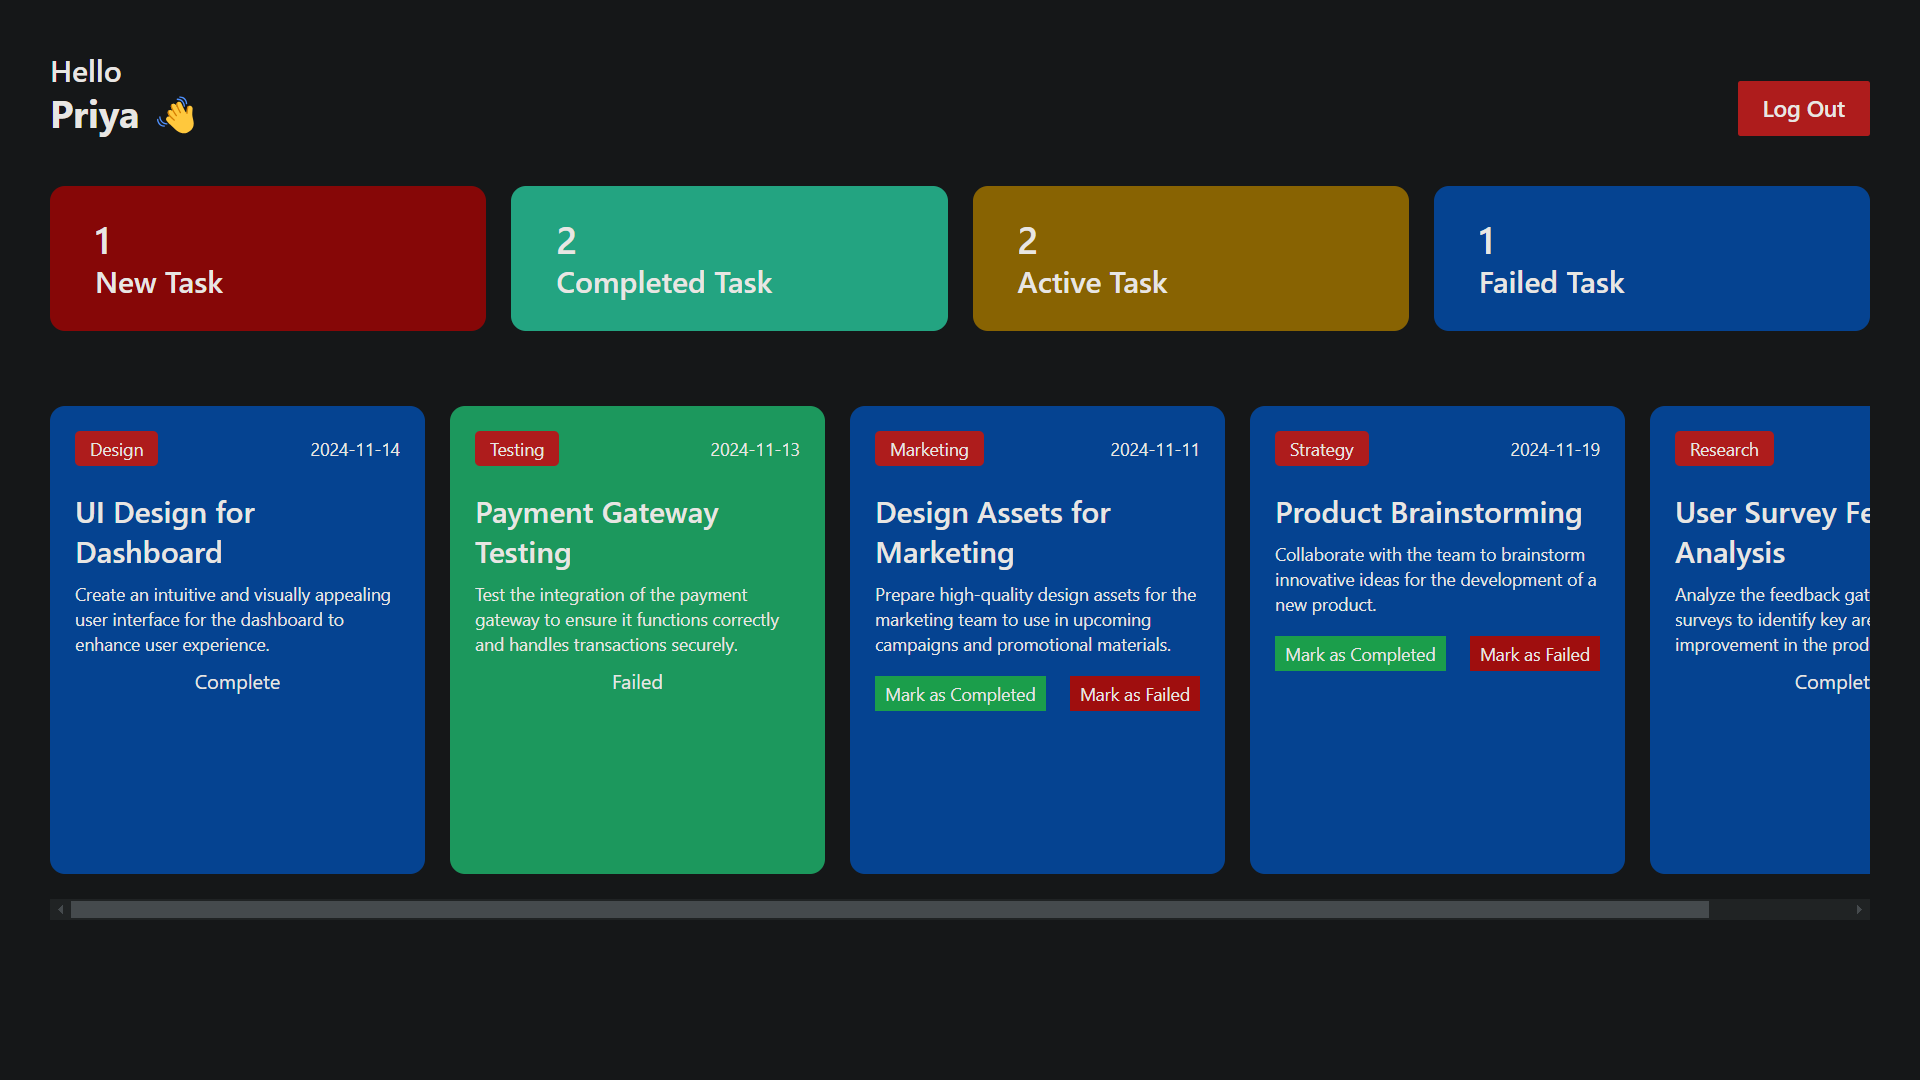 Hello
Priya 👋
Log Out
1
New Task
2
Completed Task
2
Active Task
1
Failed Task
Design
2024-11-14
UI Design for
Dashboard
Create an intuitive and visually appealing
user interface for the dashboard to
enhance user experience.
Complete
Testing
2024-11-13
Payment Gateway
Testing
Test the integration of the payment
gateway to ensure it functions correctly
and handles transactions securely.
Failed
Marketing
2024-11-11
Design Assets for
Marketing
Prepare high-quality design assets for the
marketing team to use in upcoming
campaigns and promotional materials.
Mark as Completed
Mark as Failed
Strategy
2024-11-19
Product Brainstorming
Collaborate with the team to brainstorm
innovative ideas for the development of a
new product.
Mark as Completed
Mark as Failed
Research
User Survey Fe
Analysis
Analyze the feedback gat
surveys to identify key are
improvement in the prod
Complet